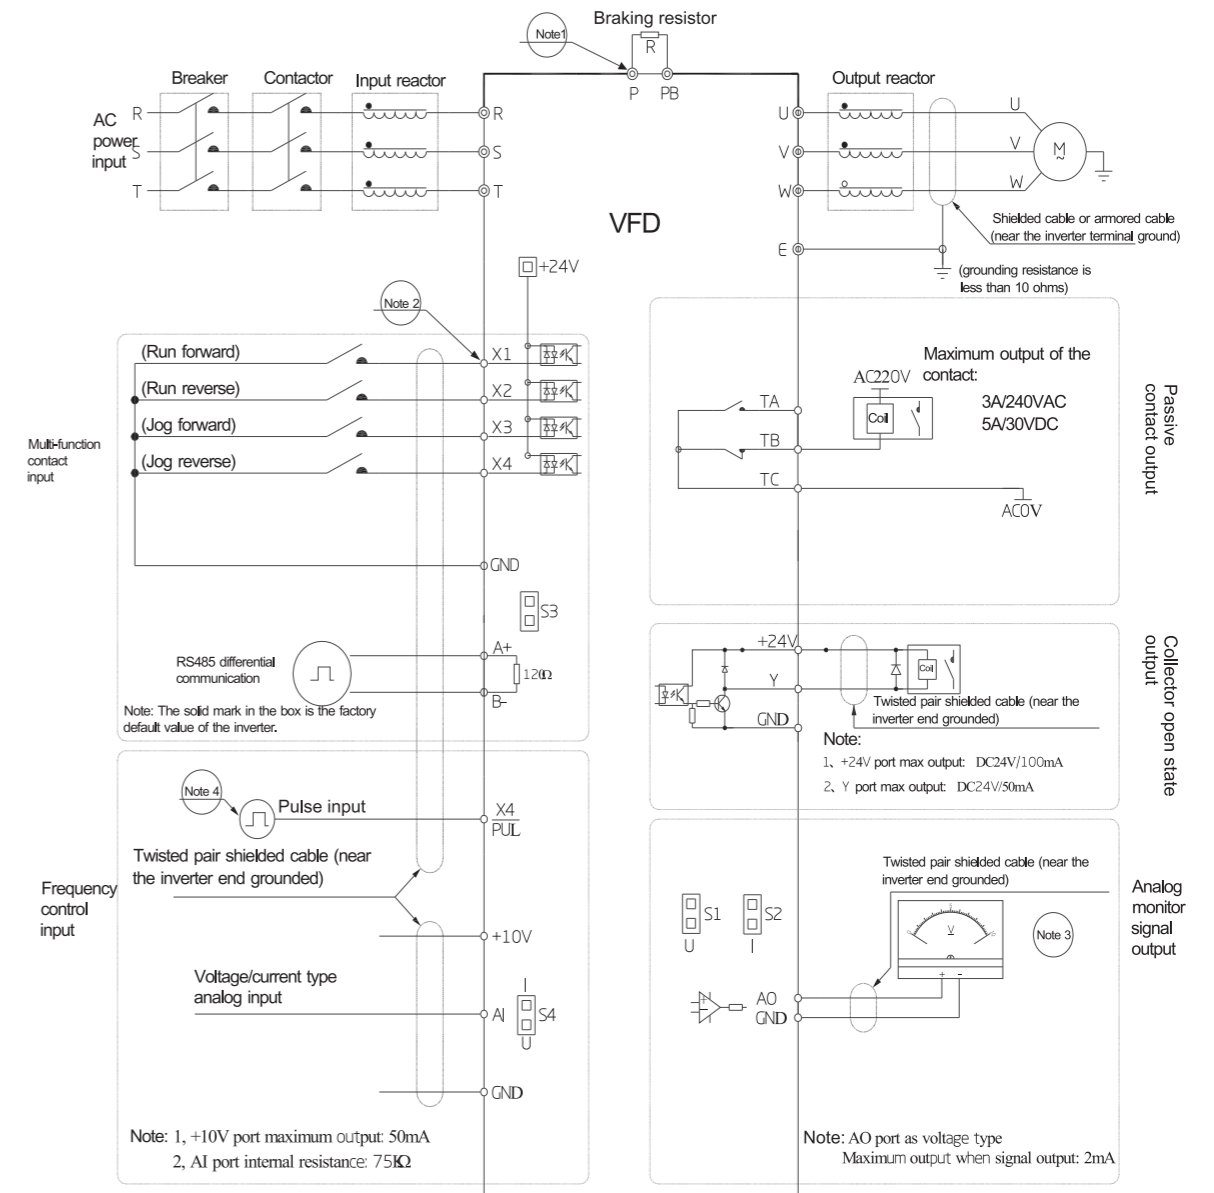 Braking resistor
Note1
R
P
PB
Breaker
Contactor
Input reactor
Output reactor
AC
power
input
R
S
T
R
S
T
U
V
W
U
V
W
M
~
VFD
Shielded cable or armored cable
(near the inverter terminal ground)
E
(grounding resistance is
less than 10 ohms)
+24V
Note 2
Multi-function
contact
input
(Run forward)
X1
(Run reverse)
X2
(Jog forward)
X3
(Jog reverse)
X4
GND
S3
RS485 differential
communication
A+
120Ω
B-
Note: The solid mark in the box is the factory
default value of the inverter.
Maximum output of the
contact:
3A/240VAC
5A/30VDC
AC220V
Coil
TA
TB
TC
AC0V
Passive
contact output
+24V
Y
GND
Coil
Twisted pair shielded cable (near the
inverter end grounded)
Note:
1、+24V port max output: DC24V/100mA
2、Y port max output: DC24V/50mA
Collector open state
output
Frequency
control
input
Note 4
Pulse input
X4
PUL
Twisted pair shielded cable (near
the inverter end grounded)
+10V
Voltage/current type
analog input
AI
I
S4
U
GND
Note: 1, +10V port maximum output: 50mA
2, AI port internal resistance: 75KΩ
Twisted pair shielded cable (near the
inverter end grounded)
S1
U
S2
I
V
+ -
Note 3
AO
GND
Analog
monitor
signal
output
Note: AO port as voltage type
Maximum output when signal output: 2mA